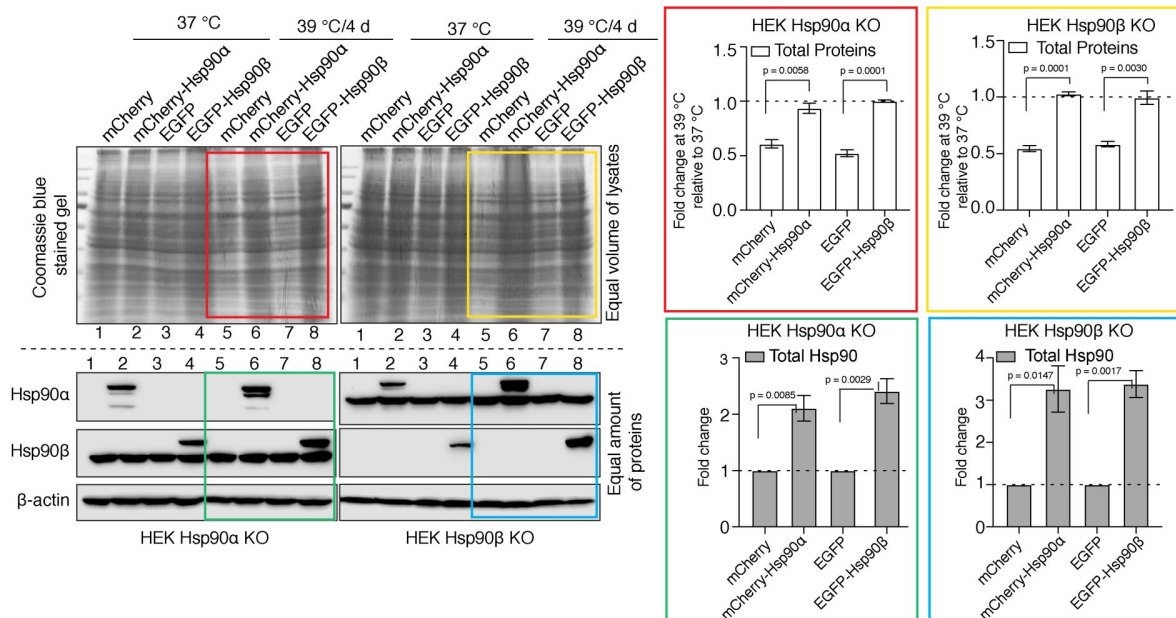 37 °C
39 °C/4 d
37 °C
39 °C/4 d
mCherry
mCherry-Hsp90α
EGFP
EGFP-Hsp90β
mCherry
mCherry-Hsp90α
EGFP
EGFP-Hsp90β
mCherry
mCherry-Hsp90α
EGFP
EGFP-Hsp90β
mCherry
mCherry-Hsp90α
EGFP
EGFP-Hsp90β
Coomassie blue
stained gel
Equal volume of lysates
1 2 3 4 5 6 7 8
1 2 3 4 5 6 7 8
1 2 3 4 5 6 7 8
1 2 3 4 5 6 7 8
Hsp90α
Hsp90β
β-actin
Equal amount
of proteins
HEK Hsp90α KO
HEK Hsp90β KO
HEK Hsp90α KO
Total Proteins
p = 0.0058
p = 0.0001
Fold change at 39 °C
relative to 37 °C
1.5
1.0
0.5
0.0
mCherry
mCherry-Hsp90α
EGFP
EGFP-Hsp90β
HEK Hsp90β KO
Total Proteins
p = 0.0001
p = 0.0030
Fold change at 39 °C
relative to 37 °C
1.5
1.0
0.5
0.0
mCherry
mCherry-Hsp90α
EGFP
EGFP-Hsp90β
HEK Hsp90α KO
Total Hsp90
p = 0.0085
p = 0.0029
Fold change
3
2
1
0
mCherry
mCherry-Hsp90α
EGFP
EGFP-Hsp90β
HEK Hsp90β KO
Total Hsp90
p = 0.0147
p = 0.0017
Fold change
4
3
2
1
0
mCherry
mCherry-Hsp90α
EGFP
EGFP-Hsp90β